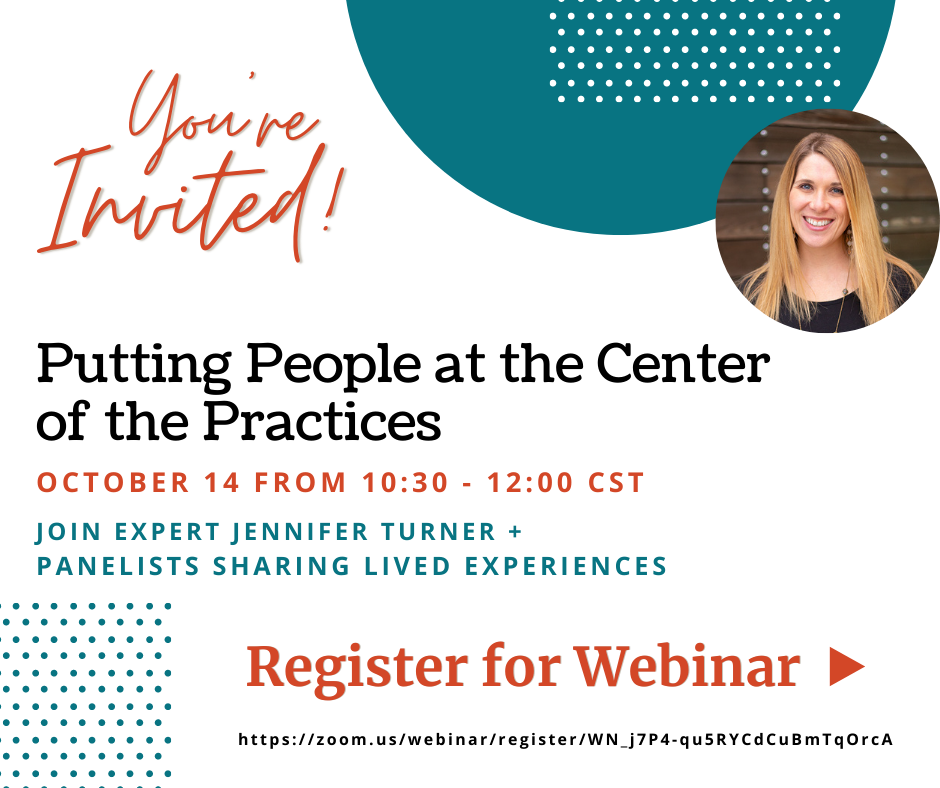 You're
Invited!
Putting People at the Center
of the Practices
OCTOBER 14 FROM 10:30 - 12:00 CST
JOIN EXPERT JENNIFER TURNER +
PANELISTS SHARING LIVED EXPERIENCES
Register for Webinar
https://zoom.us/webinar/register/WN_j7P4-qu5RYCdCuBmTqOrcA